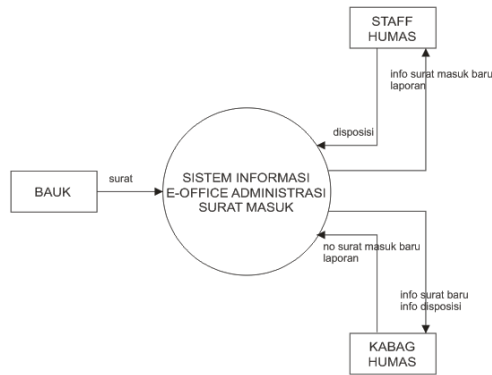 STAFF
HUMAS
info surat masuk baru
laporan
disposisi
surat
BAUK
SISTEM INFORMASI
E-OFFICE ADMINISTRASI
SURAT MASUK
no surat masuk baru
laporan
info surat baru
info disposisi
KABAG
HUMAS